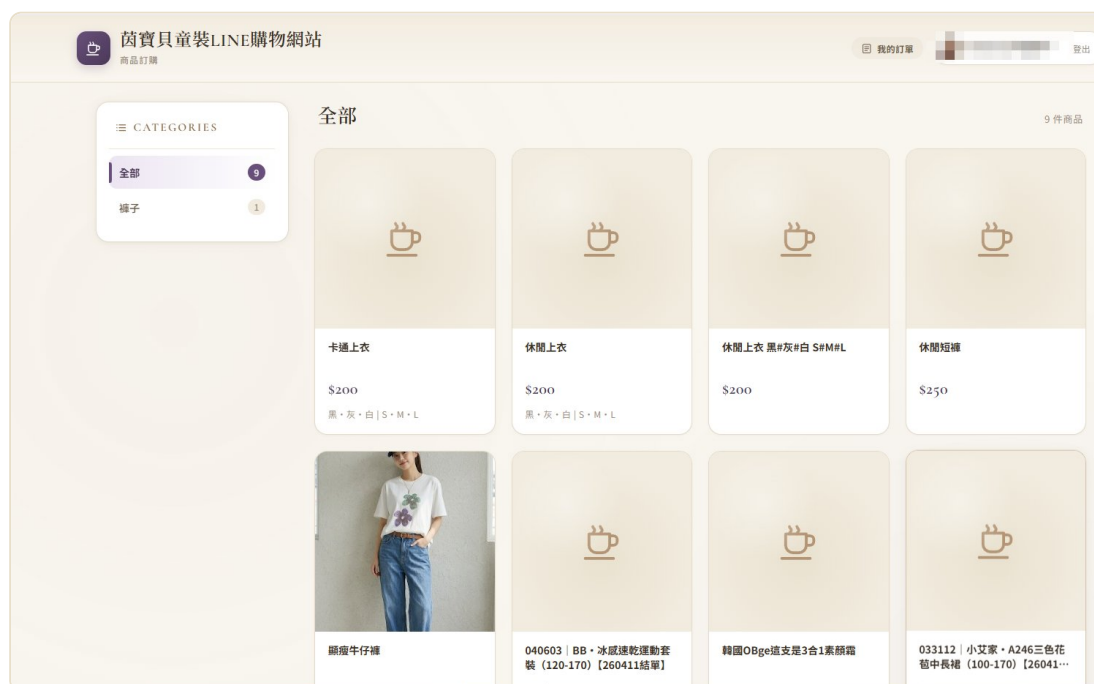 茵寶貝童裝LINE購物網站
商品訂購
我的訂單
登出
CATEGORIES
全部 9
褲子 1
全部
9 件商品
卡通上衣
$200
黑・灰・白 | S・M・L
休閒上衣
$200
黑・灰・白 | S・M・L
休閒上衣 黑#灰#白 S#M#L
$200
休閒短褲
$250
顯瘦牛仔褲
040603｜BB・冰感速乾運動套
裝（120-170）【260411結單】
韓國OBge這支是3合1素顏霜
033112｜小艾家・A246三色花
苞中長裙（100-170）【26041…